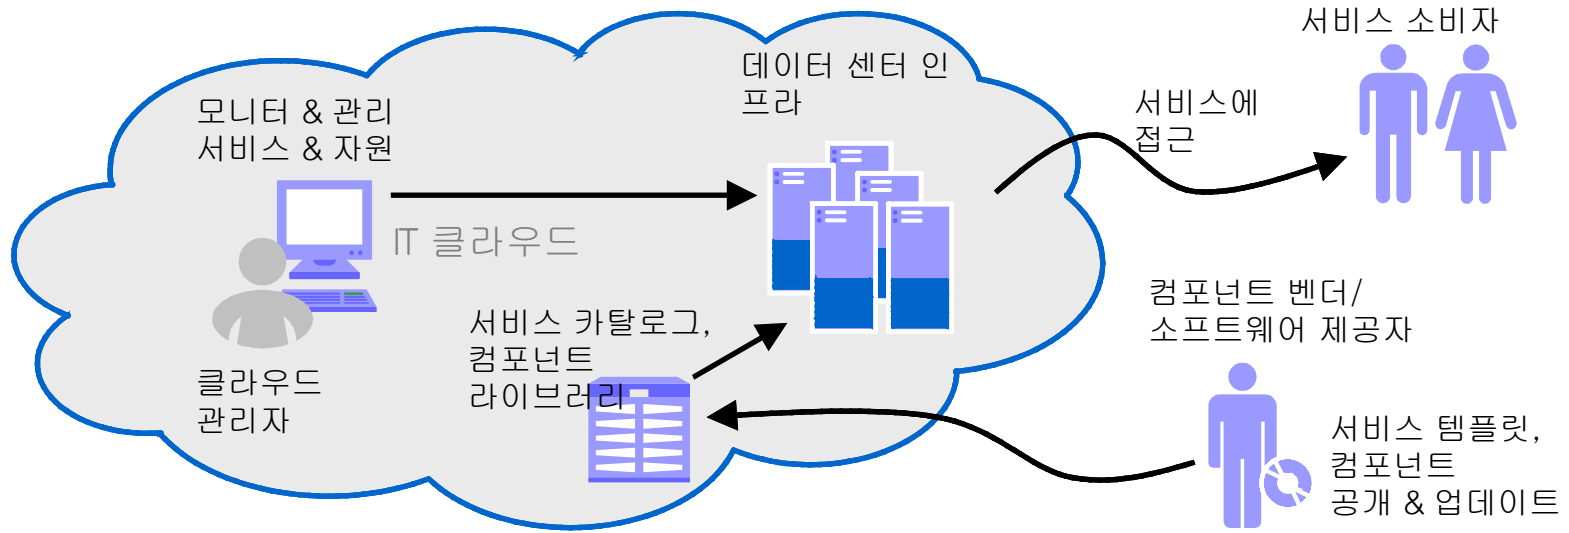 서비스 소비자
데이터 센터 인
프라
모니터 & 관리
서비스 & 자원
서비스에
접근
IT 클라우드
컴포넌트 벤더/
소프트웨어 제공자
서비스 카탈로그,
컴포넌트
라이브러리
클라우드
관리자
서비스 템플릿,
컴포넌트
공개 & 업데이트